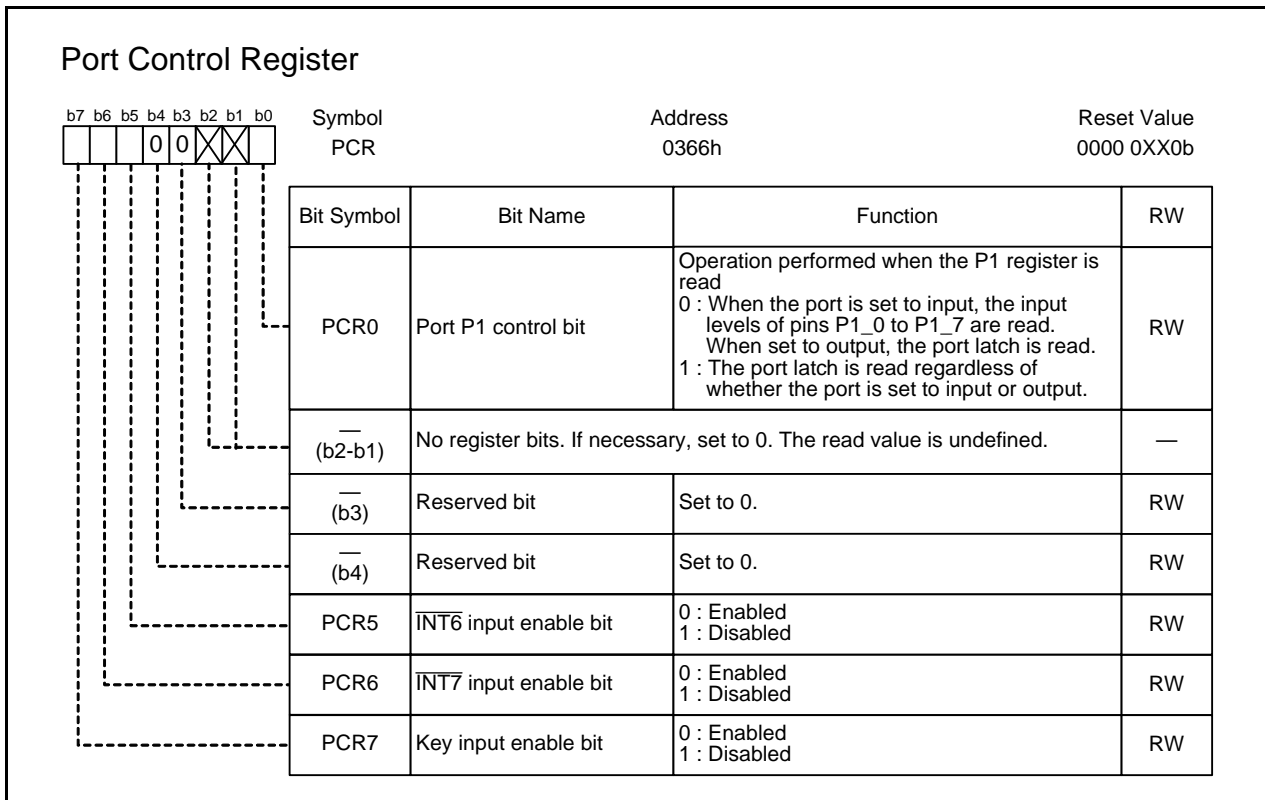 Port Control Register
b7 b6 b5 b4 b3 b2 b1 b0
0 0
Symbol Address Reset Value
PCR 0366h 0000 0XX0b
Bit Symbol Bit Name Function RW
PCR0 Port P1 control bit
Operation performed when the P1 register is
read
0 : When the port is set to input, the input
levels of pins P1_0 to P1_7 are read.
When set to output, the port latch is read.
1 : The port latch is read regardless of
whether the port is set to input or output.
RW
—
(b2-b1)
No register bits. If necessary, set to 0. The read value is undefined.
—
—
(b3)
Reserved bit Set to 0. RW
—
(b4)
Reserved bit Set to 0. RW
PCR5 I̅N̅T̅6̅ input enable bit
0 : Enabled
1 : Disabled
RW
PCR6 I̅N̅T̅7̅ input enable bit
0 : Enabled
1 : Disabled
RW
PCR7 Key input enable bit
0 : Enabled
1 : Disabled
RW